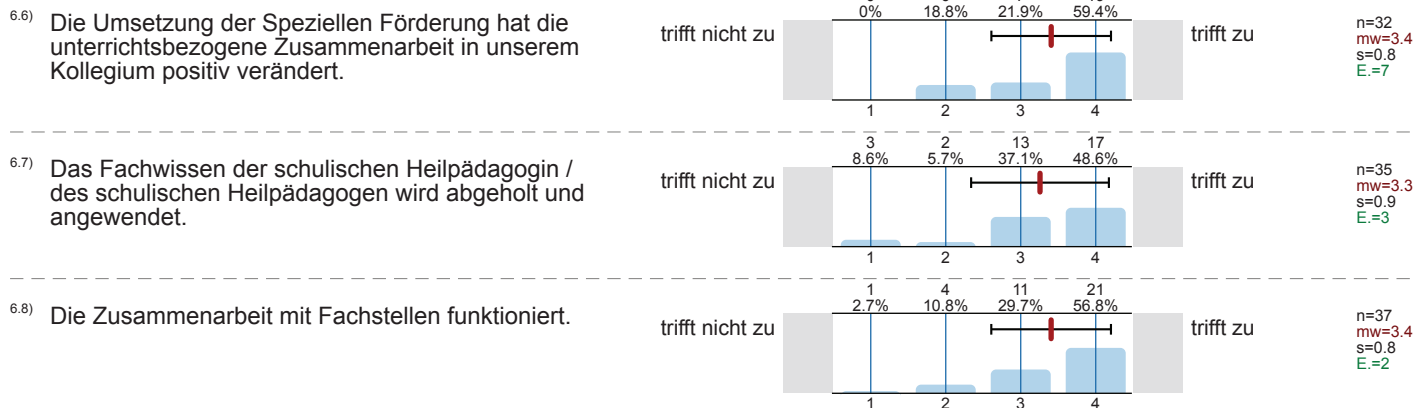 0% 18.8% 21.9% 59.4%
6.6) Die Umsetzung der Speziellen Förderung hat die
unterrichtsbezogene Zusammenarbeit in unserem
Kollegium positiv verändert.
trifft nicht zu
trifft zu
n=32
mw=3.4
s=0.8
E.=7
1 2 3 4
3 2 13 17
8.6% 5.7% 37.1% 48.6%
6.7) Das Fachwissen der schulischen Heilpädagogin /
des schulischen Heilpädagogen wird abgeholt und
angewendet.
trifft nicht zu
trifft zu
n=35
mw=3.3
s=0.9
E.=3
1 2 3 4
1 4 11 21
2.7% 10.8% 29.7% 56.8%
6.8) Die Zusammenarbeit mit Fachstellen funktioniert.
trifft nicht zu
trifft zu
n=37
mw=3.4
s=0.8
E.=2
1 2 3 4